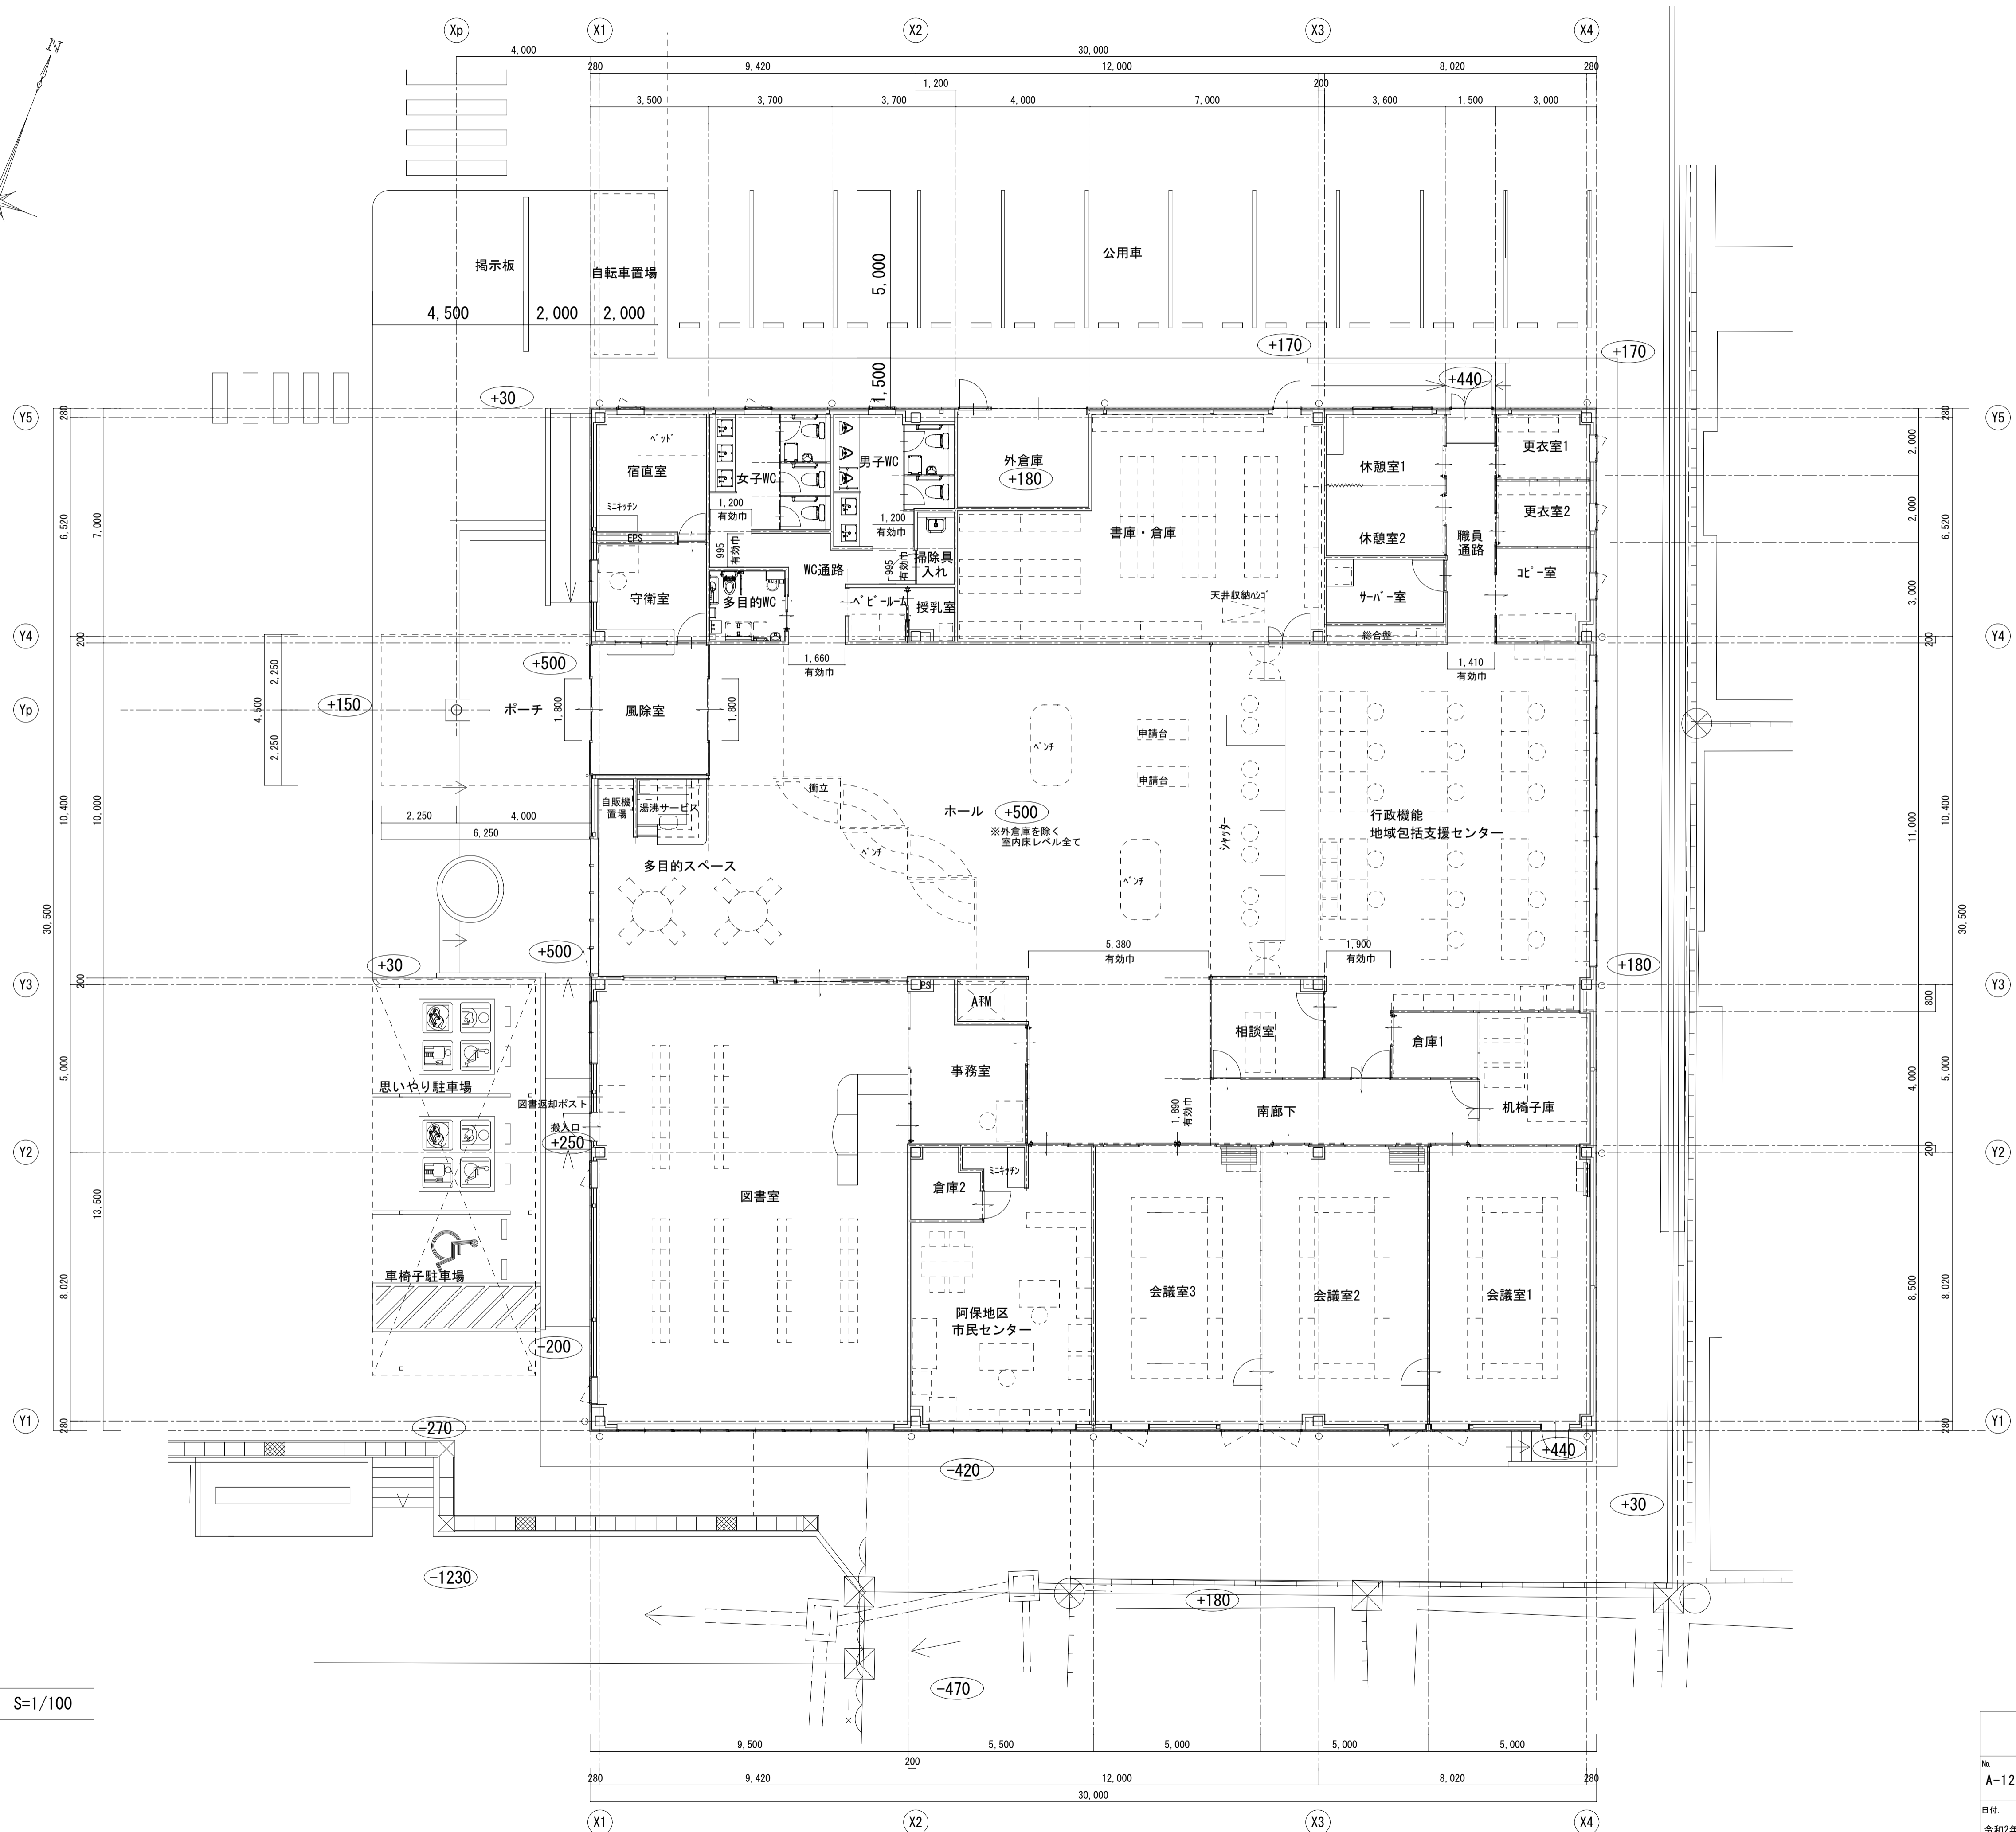 N
Xp
X1
X2
X3
X4
4,000
30,000
280
9,420
12,000
8,020
280
1,200
200
3,500
3,700
3,700
4,000
7,000
3,600
1,500
3,000
掲示板
自転車置場
公用車
5,000
4,500
2,000
2,000
1,500
+170
+170
+440
+30
Y5
280
280
Y5
ベッド
宿直室
女子WC
男子WC
外倉庫
+180
休憩室1
更衣室1
2,000
ミニキッチン
1,200
有効巾
1,200
有効巾
書庫・倉庫
更衣室2
2,000
6,520
7,000
6,520
EPS
995
有効巾
995
有効巾
掃除具
入れ
休憩室2
職員
通路
WC通路
守衛室
多目的WC
ベビールーム
授乳室
天井収納ハシゴ
サーバー室
コピー室
3,000
総合盤
Y4
200
200
Y4
+500
1,660
有効巾
1,410
有効巾
2,250
4,500
2,250
+150
Yp
Yp
ポーチ
1,800
風除室
1,800
ベンチ
申請台
申請台
自販機
置場
湯沸サービス
衝立
ホール
+500
※外倉庫を除く
室内床レベル全て
シャッター
行政機能
地域包括支援センター
2,250
4,000
6,250
10,400
10,000
11,000
10,400
多目的スペース
ベンチ
ベンチ
30,500
30,500
+500
5,380
有効巾
1,900
有効巾
+30
+180
Y3
200
PS
ATM
800
Y3
相談室
倉庫1
事務室
思いやり駐車場
5,000
4,000
5,000
図書返却ポスト
搬入口
+250
1,890
有効巾
南廊下
机椅子庫
Y2
200
Y2
図書室
倉庫2
ミニキッチン
13,500
車椅子駐車場
8,020
8,500
8,020
会議室3
会議室2
会議室1
阿保地区
市民センター
-200
Y1
280
-270
280
Y1
+440
-420
+30
-1230
+180
-470
S=1/100
9,500
200
5,500
5,000
5,000
5,000
280
9,420
12,000
8,020
280
30,000
X1
X2
X3
X4
No.
A-12
日付.